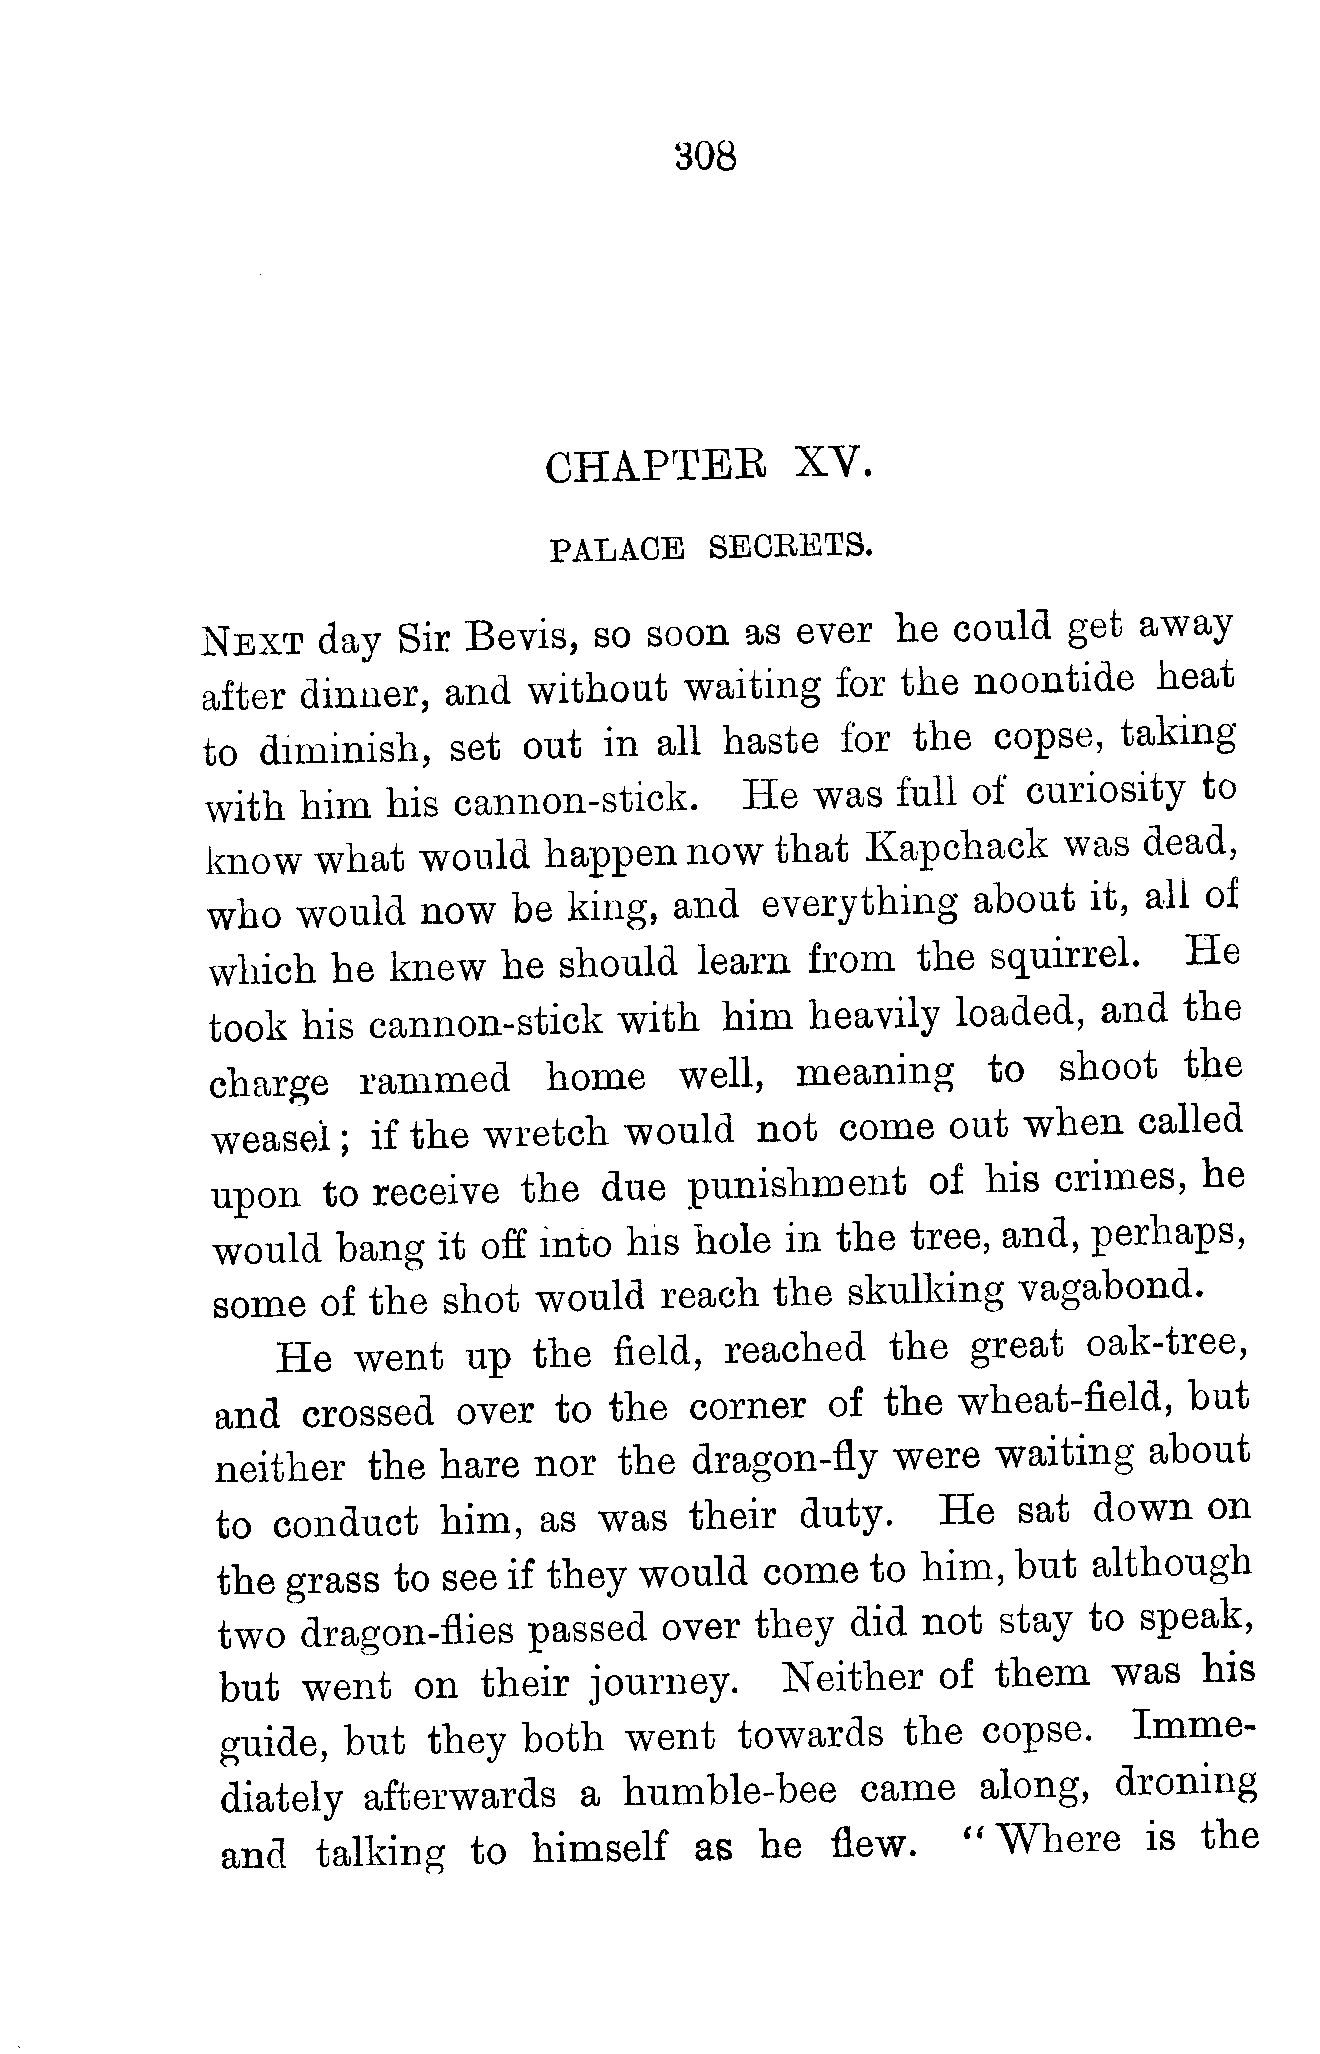 308
CHAPTER XV.
PALACE SECRETS.
NEXT day Sir Bevis, so soon as ever he could get away
after dinner, and without waiting for the noontide heat
to diminish, set out in all haste for the copse, taking
with him his cannon-stick. He was full of curiosity to
know what would happen now that Kapchack was dead,
who would now be king, and everything about it, all of
which he knew he should learn from the squirrel. He
took his cannon-stick with him heavily loaded, and the
charge rammed home well, meaning to shoot the
weasel; if the wretch would not come out when called
upon to receive the due punishment of his crimes, he
would bang it off into his hole in the tree, and, perhaps,
some of the shot would reach the skulking vagabond.
He went up the field, reached the great oak-tree,
and crossed over to the corner of the wheat-field, but
neither the hare nor the dragon-fly were waiting about
to conduct him, as was their duty. He sat down on
the grass to see if they would come to him, but although
two dragon-flies passed over they did not stay to speak,
but went on their journey. Neither of them was his
guide, but they both went towards the copse. Imme-
diately afterwards a humble-bee came along, droning
and talking to himself as he flew. “Where is the